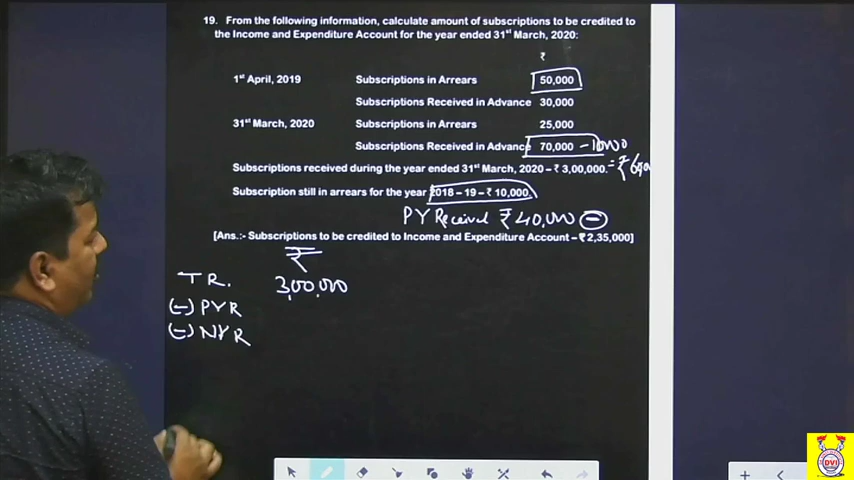 19. From the following information, calculate amount of subscriptions to be credited to
the Income and Expenditure Account for the year ended 31st March, 2020:
₹
1st April, 2019 Subscriptions in Arrears 50,000
Subscriptions Received in Advance 30,000
31st March, 2020 Subscriptions in Arrears 25,000
Subscriptions Received in Advance 70,000 - 10000
Subscriptions received during the year ended 31st March, 2020 – ₹ 3,00,000. = ₹
Subscription still in arrears for the year 2018 – 19 – ₹ 10,000.
PY Received ₹ 40,000 (-)
[Ans.:- Subscriptions to be credited to Income and Expenditure Account – ₹ 2,35,000]
₹
T R. 3,00,000
(-) PYR
(-) NYR
DVI